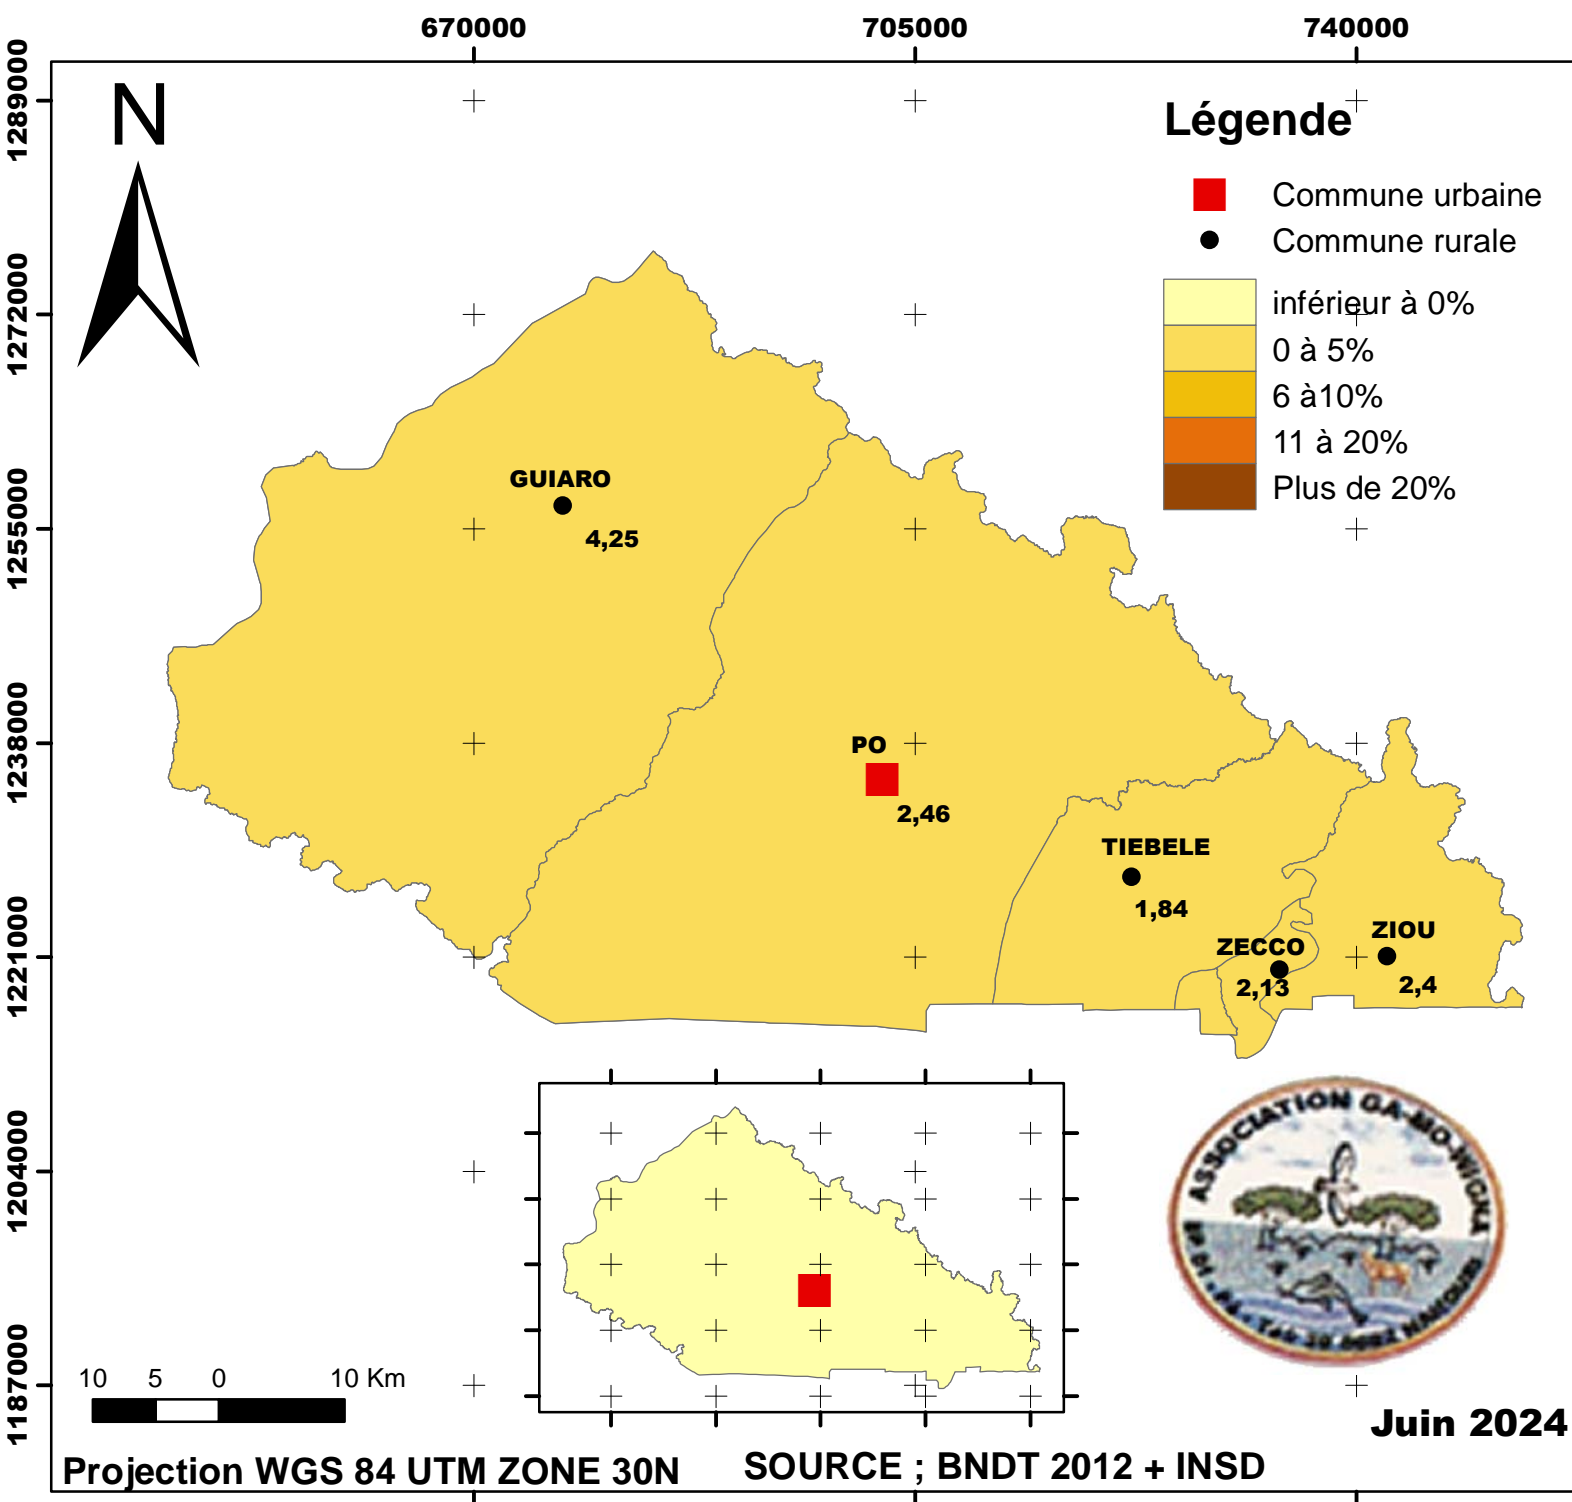 670000
705000
740000
1289000
1272000
1255000
1238000
1221000
1204000
1187000
N
Légende
Commune urbaine
Commune rurale
inférieur à 0%
0 à 5%
6 à10%
11 à 20%
Plus de 20%
GUIARO
4,25
PO
2,46
TIEBELE
1,84
ZECCO
2,13
ZIOU
2,4
ASSOCIATION GA-MO-WIGNA
10 5 0 10 Km
Juin 2024
Projection WGS 84 UTM ZONE 30N
SOURCE ; BNDT 2012 + INSD